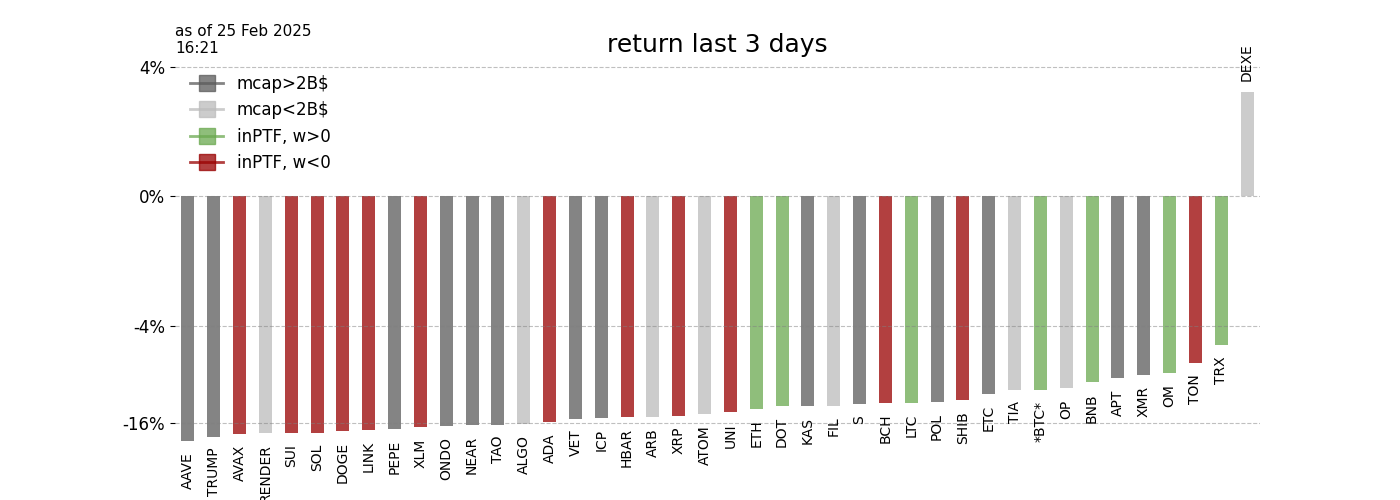 as of 25 Feb 2025
16:21
return last 3 days
4%
0%
-4%
-16%
mcap>2B$
mcap<2B$
inPTF, w>0
inPTF, w<0
AAVE
TRUMP
AVAX
RENDER
SUI
SOL
DOGE
LINK
PEPE
XLM
ONDO
NEAR
TAO
ALGO
ADA
VET
ICP
HBAR
ARB
XRP
ATOM
UNI
ETH
DOT
KAS
FIL
S
BCH
LTC
POL
SHIB
ETC
TIA
*BTC*
OP
BNB
APT
XMR
OM
TON
TRX
DEXE